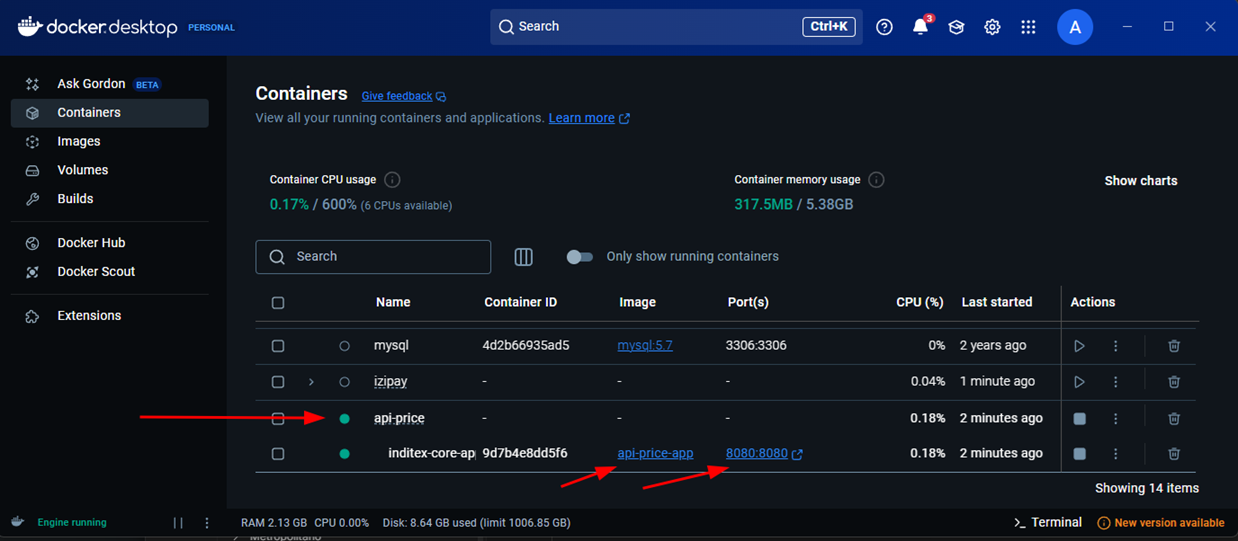 docker.desktop PERSONAL Search Ctrl+K 3 A
Ask Gordon BETA
Containers
Images
Volumes
Builds
Docker Hub
Docker Scout
Extensions
Containers Give feedback
View all your running containers and applications. Learn more
Container CPU usage Container memory usage Show charts
0.17% / 600% (6 CPUs available) 317.5MB / 5.38GB
Search Only show running containers
Name Container ID Image Port(s) CPU (%) Last started Actions
mysql 4d2b66935ad5 mysql:5.7 3306:3306 0% 2 years ago
izipay - - - 0.04% 1 minute ago
api-price - - - 0.18% 2 minutes ago
inditex-core-ap 9d7b4e8dd5f6 api-price-app 8080:8080 0.18% 2 minutes ago
Showing 14 items
Engine running RAM 2.13 GB CPU 0.00% Disk: 8.64 GB used (limit 1006.85 GB) >_ Terminal New version available
Metropolitano